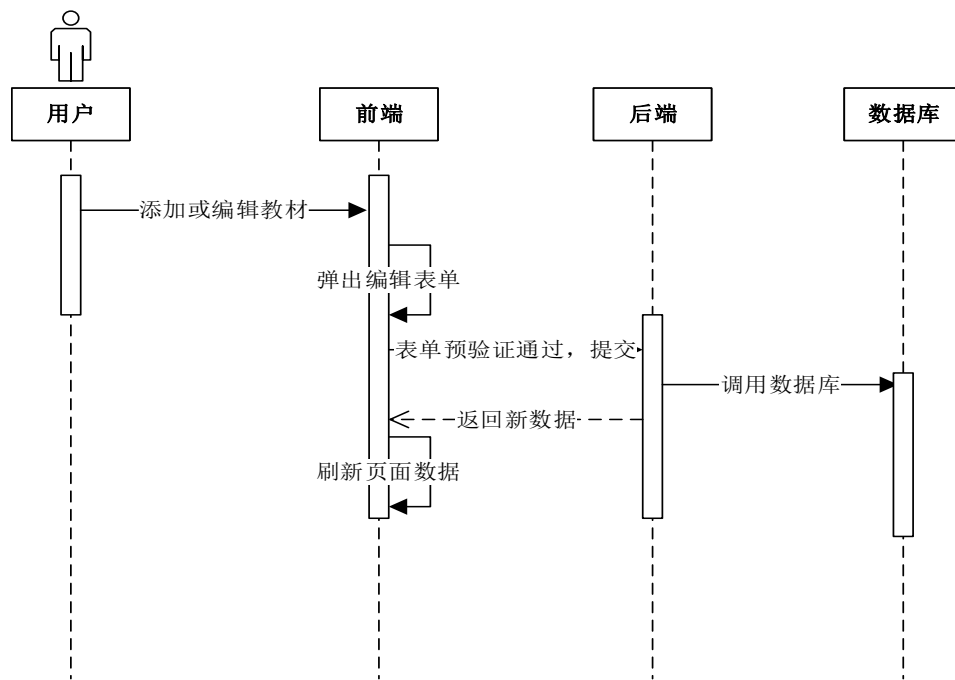 用户
前端
后端
数据库
添加或编辑教材
弹出编辑表单
表单预验证通过，提交
调用数据库
返回新数据
刷新页面数据